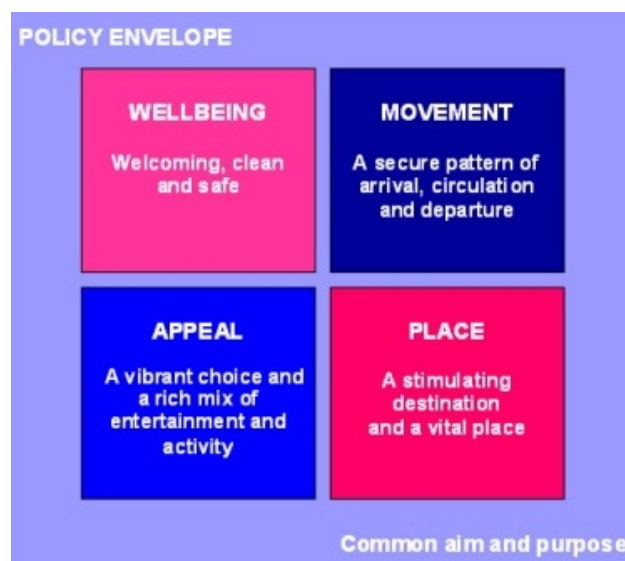 POLICY ENVELOPE
WELLBEING
Welcoming, clean
and safe
MOVEMENT
A secure pattern of
arrival, circulation
and departure
APPEAL
A vibrant choice and
a rich mix of
entertainment and
activity
PLACE
A stimulating
destination
and a vital place
Common aim and purpose